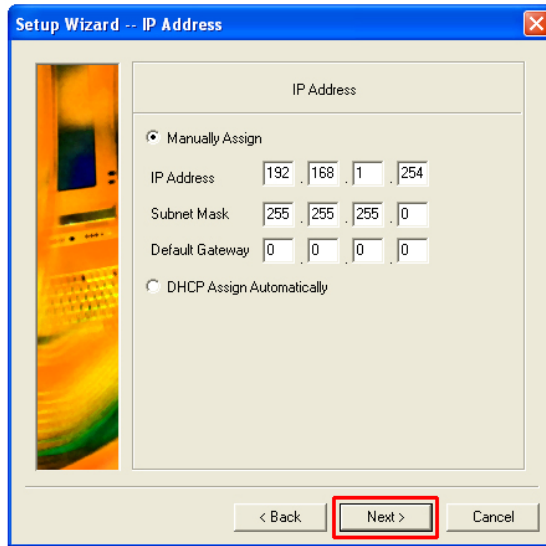 Setup Wizard -- IP Address
IP Address
Manually Assign
IP Address 192 . 168 . 1 . 254
Subnet Mask 255 . 255 . 255 . 0
Default Gateway 0 . 0 . 0 . 0
DHCP Assign Automatically
< Back Next > Cancel